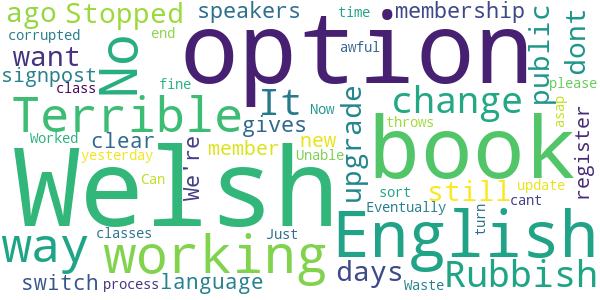 ago Stopped
speakers
membership
time
corrupted
end
want
No
option
awful
public
dont
signpost
class
fine
It
change
please
Terrible
gives
clear
member
new
Now
throws
asap
Welsh
We're
upgrade
book
Worked
yesterday
Unable
Can
still
update
register
English
sort
cant
Eventually
turn
way
working
classes
Just
days
Rubbish
switch
process
language
Waste